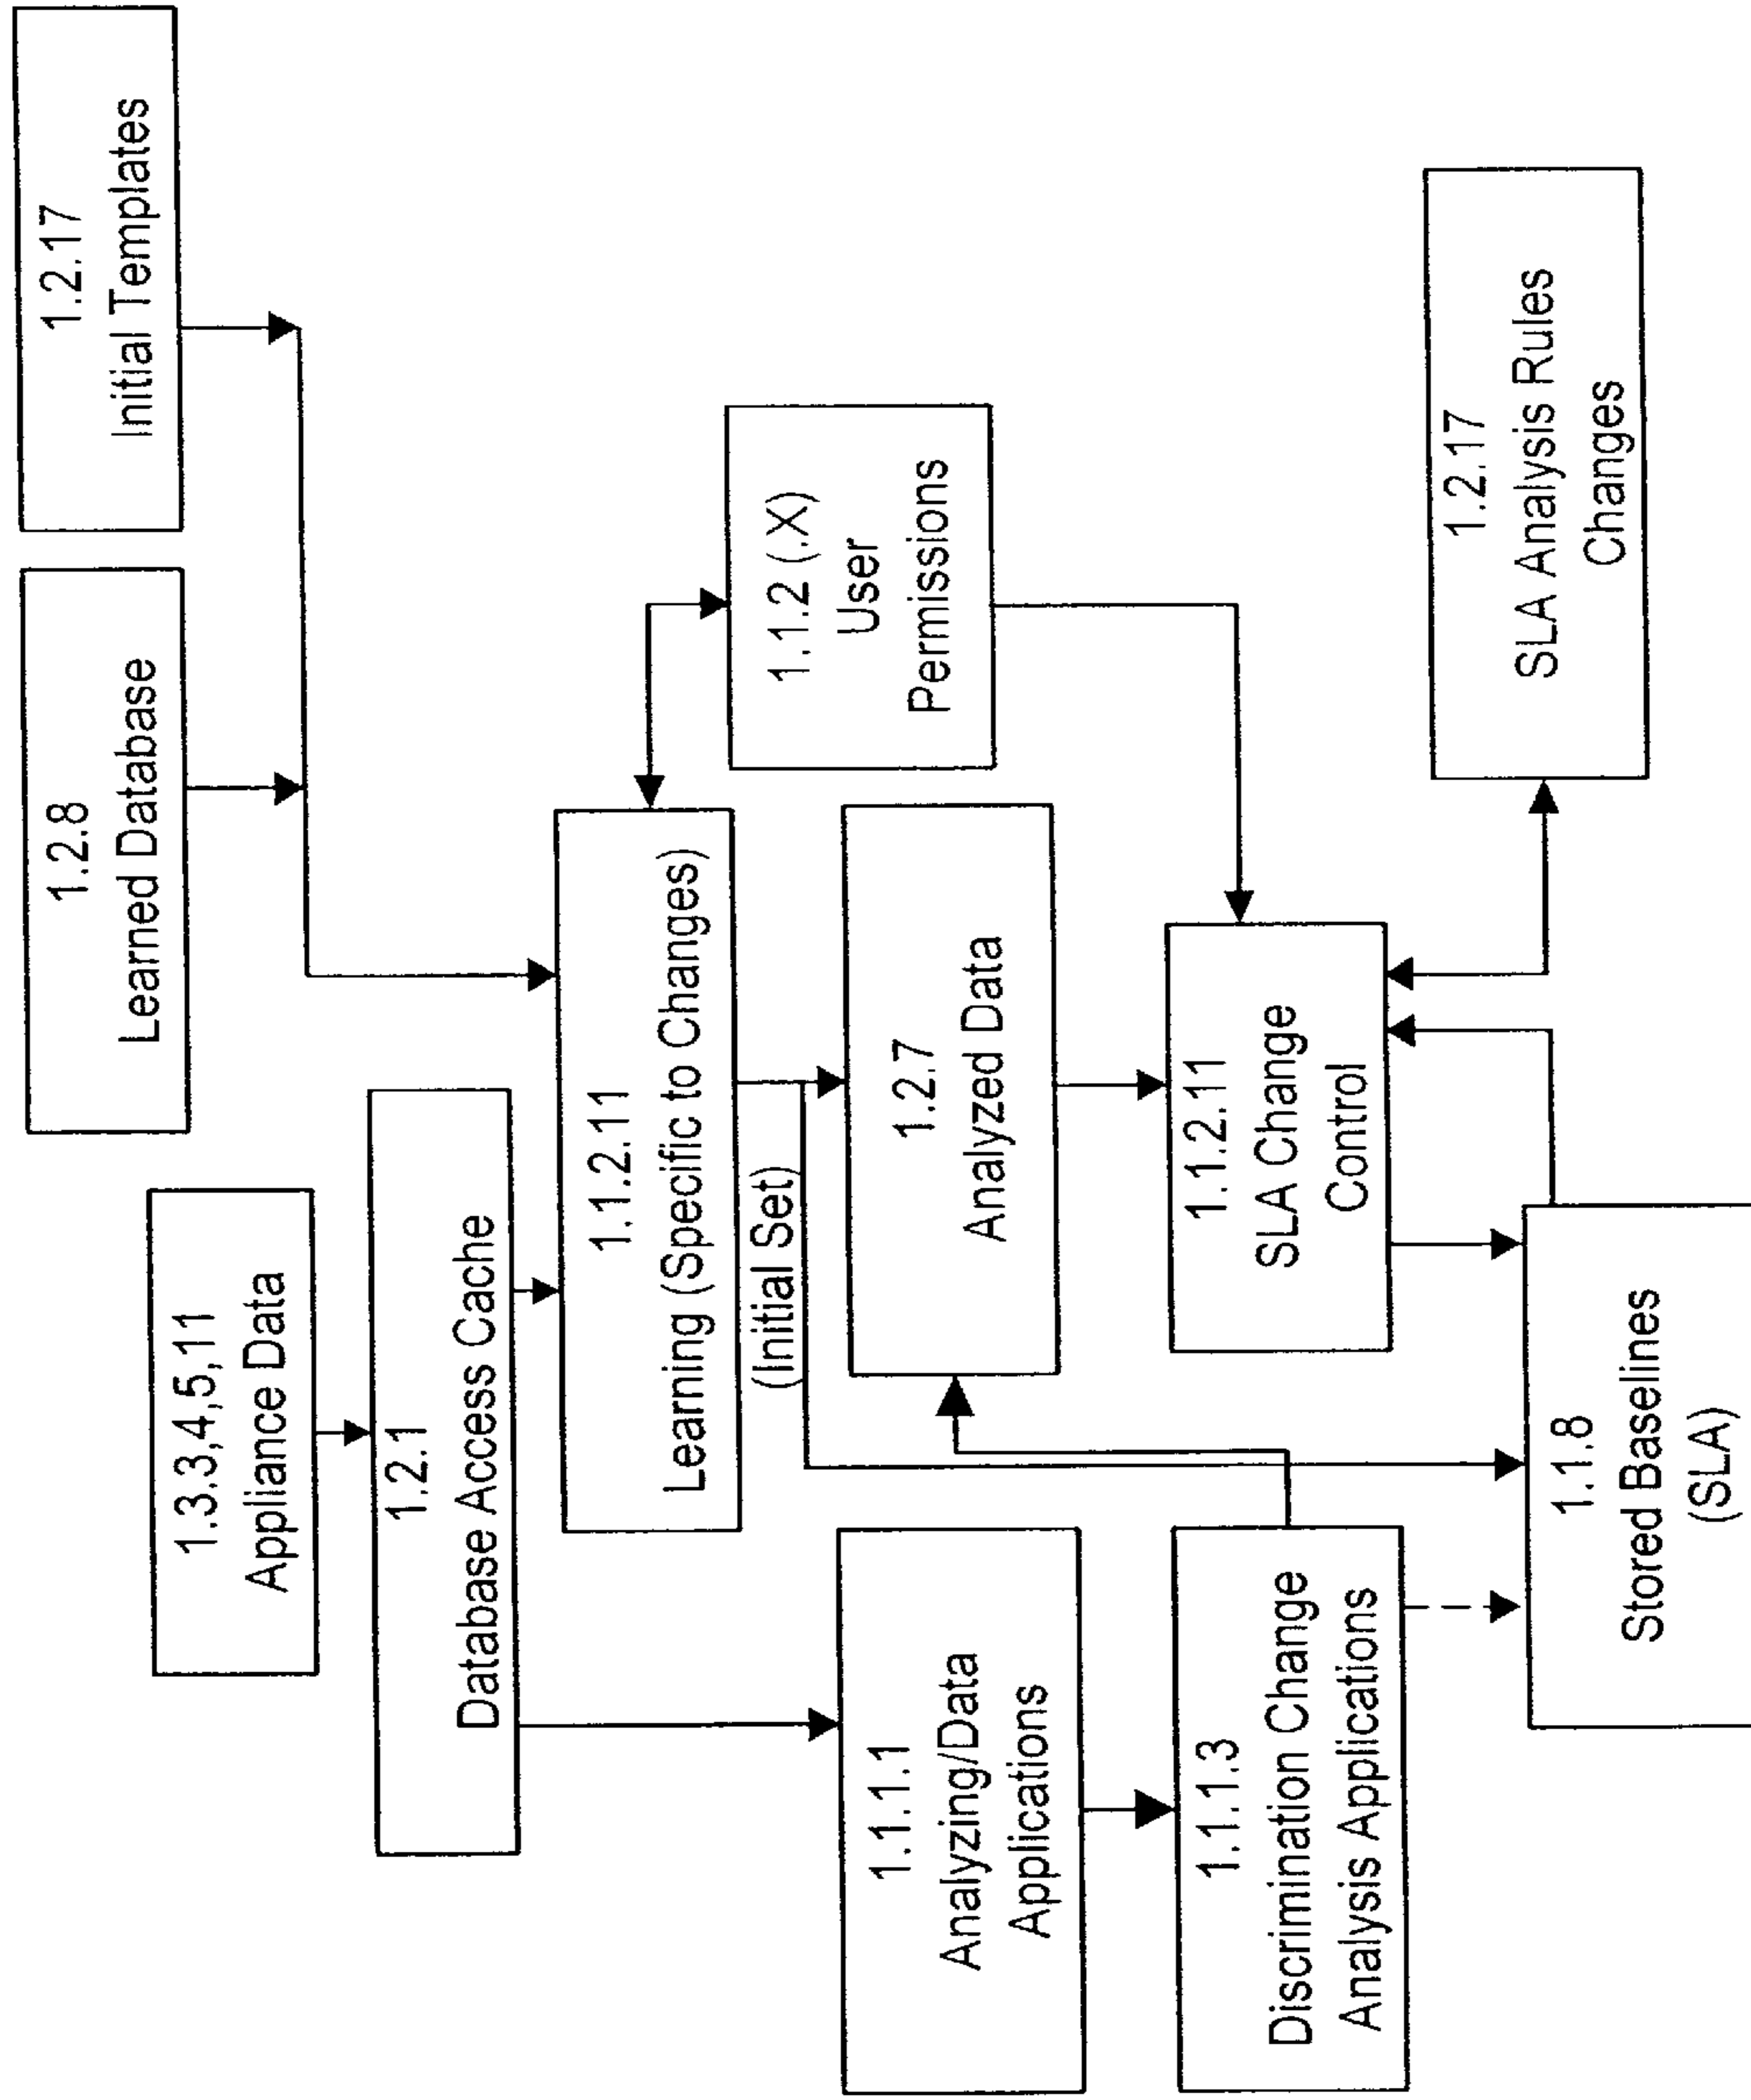 1.3.3,4,5,11
Appliance Data
1.2.8
Learned Database
1.2.17
Initial Templates
1.2.1
Database Access Cache
1.1.2.11
Learning (Specific to Changes)
(Initial Set)
1.1.2 (.X)
User
Permissions
1.1.1.1
Analyzing/Data
Applications
1.2.7
Analyzed Data
1.1.1.3
Discrimination Change
Analysis Applications
1.1.2.11
SLA Change
Control
1.2.17
SLA Analysis Rules
Changes
1.1.8
Stored Baselines
(SLA)